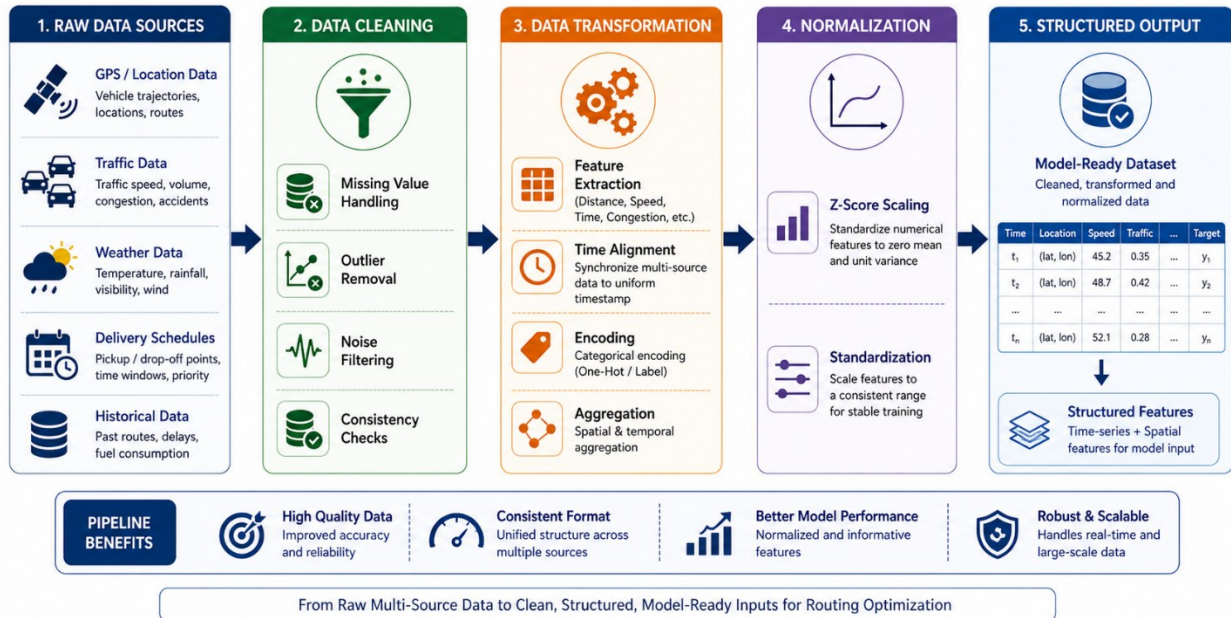 1. RAW DATA SOURCES
GPS / Location Data
Vehicle trajectories,
locations, routes
Traffic Data
Traffic speed, volume,
congestion, accidents
Weather Data
Temperature, rainfall,
visibility, wind
Delivery Schedules
Pickup / drop-off points,
time windows, priority
Historical Data
Past routes, delays,
fuel consumption
2. DATA CLEANING
Missing Value
Handling
Outlier
Removal
Noise
Filtering
Consistency
Checks
3. DATA TRANSFORMATION
Feature
Extraction
(Distance, Speed,
Time, Congestion, etc.)
Time Alignment
Synchronize multi-source
data to uniform
timestamp
Encoding
Categorical encoding
(One-Hot / Label)
Aggregation
Spatial & temporal
aggregation
4. NORMALIZATION
Z-Score Scaling
Standardize numerical
features to zero mean
and unit variance
Standardization
Scale features to
a consistent range
for stable training
5. STRUCTURED OUTPUT
Model-Ready Dataset
Cleaned, transformed and
normalized data
Time Location Speed Traffic ... Target
t₁ (lat, lon) 45.2 0.35 ... y₁
t₂ (lat, lon) 48.7 0.42 ... y₂
... ... ... ... ... ...
tₙ (lat, lon) 52.1 0.28 ... yₙ
Structured Features
Time-series + Spatial
features for model input
PIPELINE
BENEFITS
High Quality Data
Improved accuracy
and reliability
Consistent Format
Unified structure across
multiple sources
Better Model Performance
Normalized and informative
features
Robust & Scalable
Handles real-time and
large-scale data
From Raw Multi-Source Data to Clean, Structured, Model-Ready Inputs for Routing Optimization